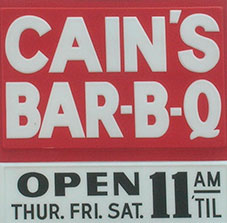 CAIN'S
BAR-B-Q
OPEN 11 AM
THUR. FRI. SAT. 'TIL